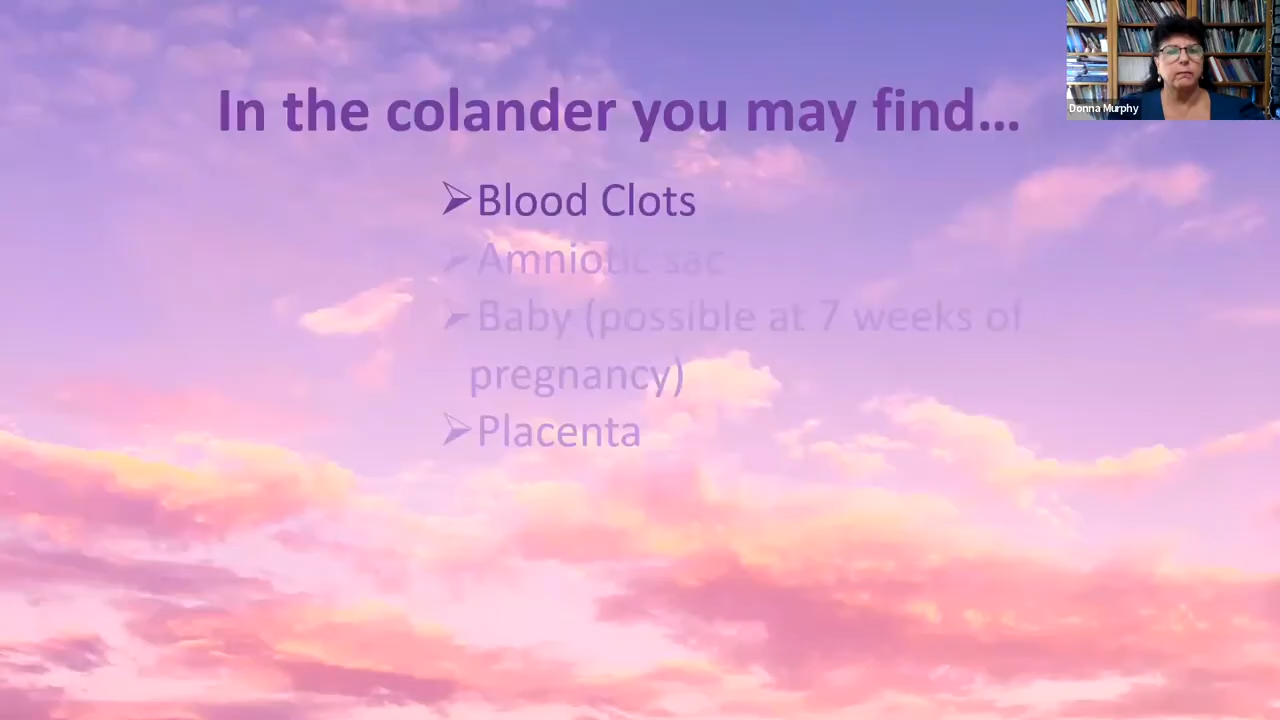 In the colander you may find…
Donna Murphy
➢Blood Clots
➢Amniotic sac
➢Baby (possible at 7 weeks of
pregnancy)
➢Placenta